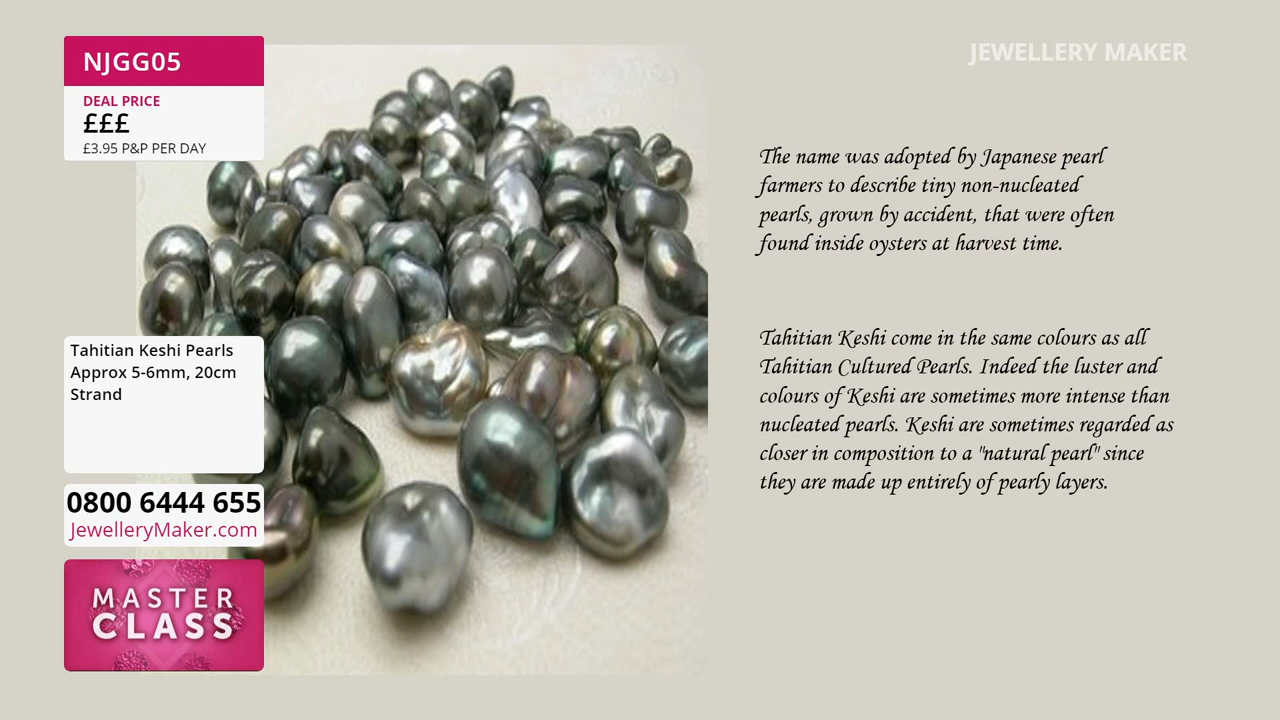 NJGG05
DEAL PRICE
£££
£3.95 P&P PER DAY
Tahitian Keshi Pearls
Approx 5-6mm, 20cm
Strand
0800 6444 655
JewelleryMaker.com
MASTER
CLASS
JEWELLERY MAKER
The name was adopted by Japanese pearl
farmers to describe tiny non-nucleated
pearls, grown by accident, that were often
found inside oysters at harvest time.
Tahitian Keshi come in the same colours as all
Tahitian Cultured Pearls. Indeed the luster and
colours of Keshi are sometimes more intense than
nucleated pearls. Keshi are sometimes regarded as
closer in composition to a "natural pearl" since
they are made up entirely of pearly layers.